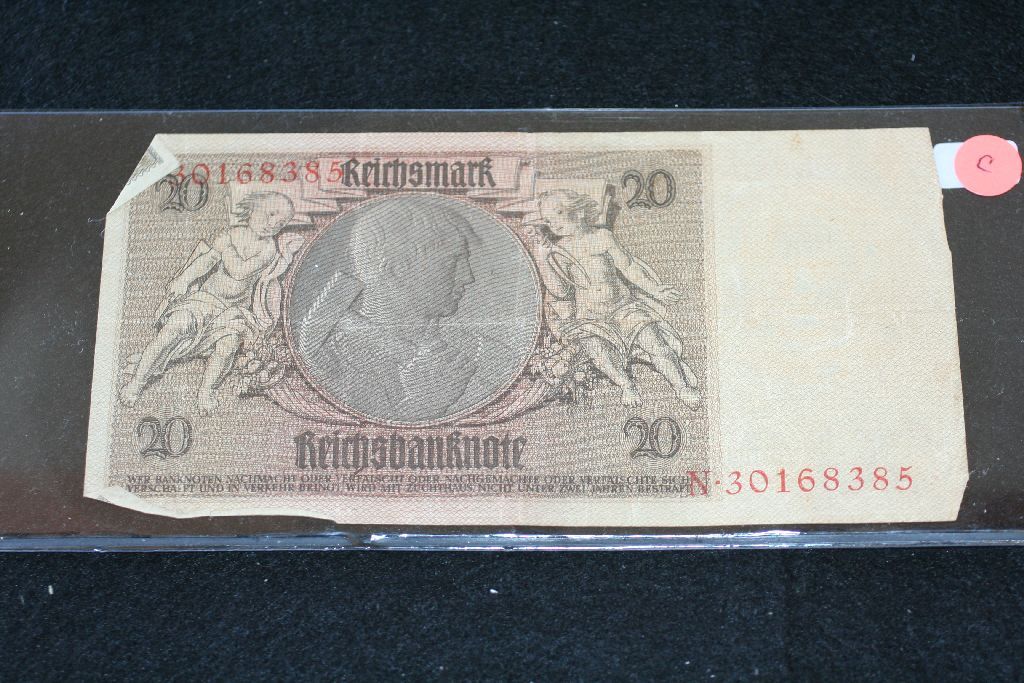 30168385
Reichsmark
20
20
20
20
Reichsbanknote
WER BANKNOTEN NACHMACHT ODER VERFÄLSCHT ODER NACHGEMACHTE ODER VERFÄLSCHTE SICH
VERSCHAFFT UND IN VERKEHR BRINGT, WIRD MIT ZUCHTHAUS NICHT UNTER ZWEI JAHREN BESTRAFT
N·30168385
C